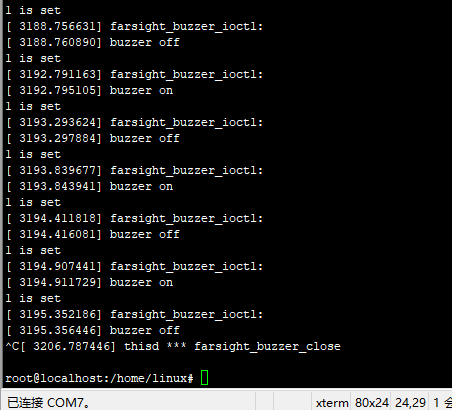 l is set
[ 3188.756631] farsight_buzzer_ioctl:
[ 3188.760890] buzzer off
l is set
[ 3192.791163] farsight_buzzer_ioctl:
[ 3192.795105] buzzer on
l is set
[ 3193.293624] farsight_buzzer_ioctl:
[ 3193.297884] buzzer off
l is set
[ 3193.839677] farsight_buzzer_ioctl:
[ 3193.843941] buzzer on
l is set
[ 3194.411818] farsight_buzzer_ioctl:
[ 3194.416081] buzzer off
l is set
[ 3194.907441] farsight_buzzer_ioctl:
[ 3194.911729] buzzer on
l is set
[ 3195.352186] farsight_buzzer_ioctl:
[ 3195.356446] buzzer off
^C[ 3206.787446] thisd *** farsight_buzzer_close
root@localhost:/home/linux#
已连接 COM7。 xterm 80x24 24,29 1